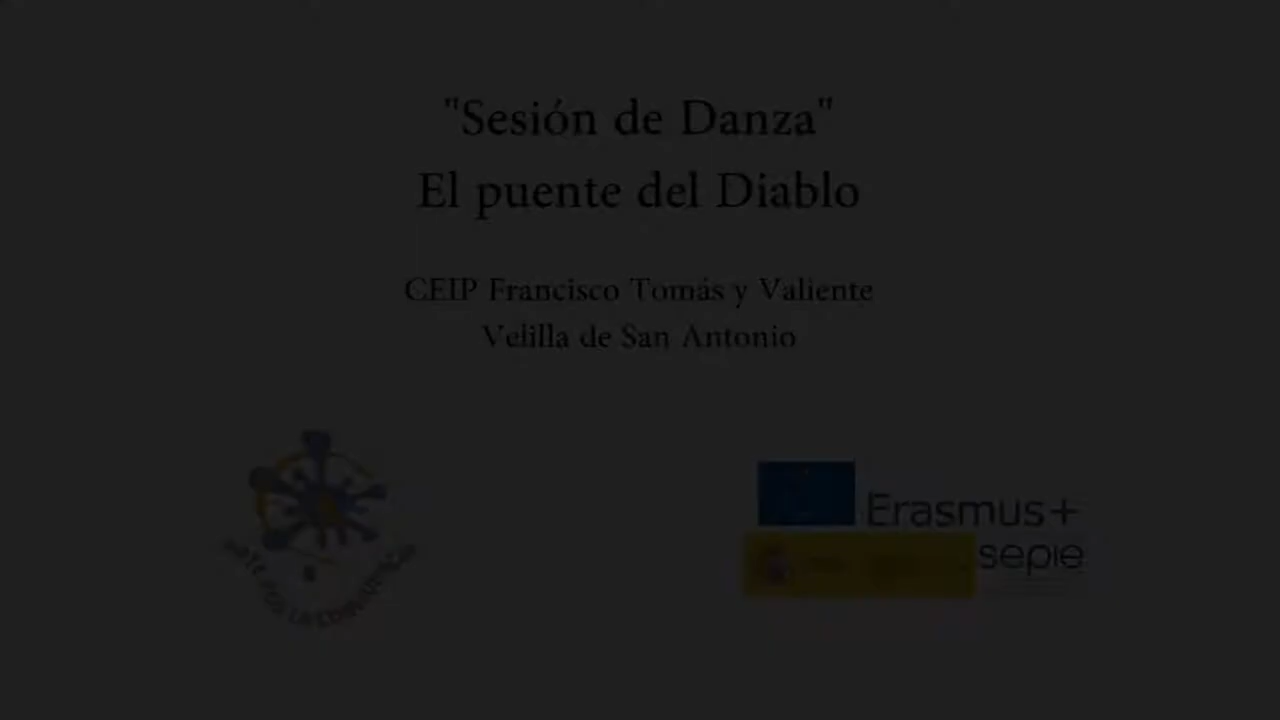 "Sesión de Danza"
El puente del Diablo
CEIP Francisco Tomás y Valiente
Velilla de San Antonio
Erasmus+
sepie